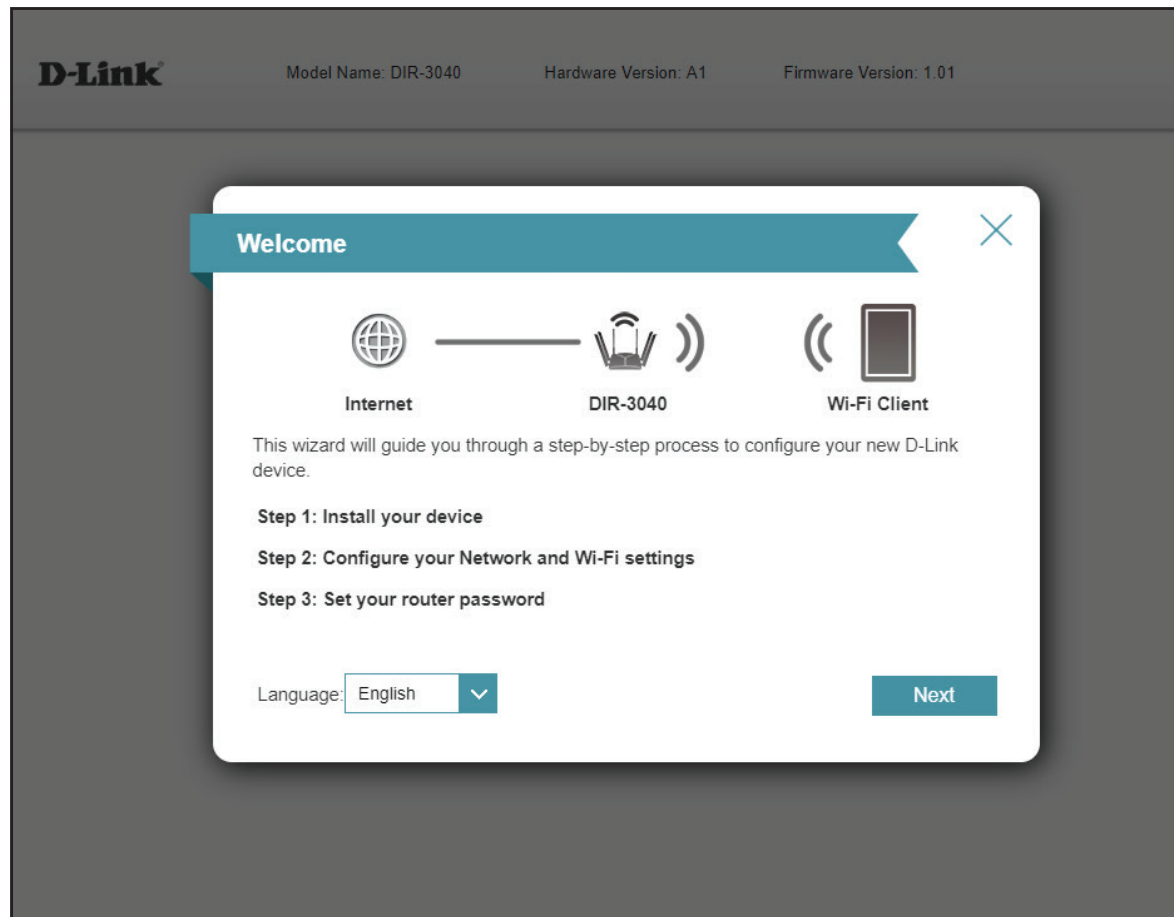 D-Link
Model Name: DIR-3040 Hardware Version: A1 Firmware Version: 1.01
Welcome
Internet DIR-3040 Wi-Fi Client
This wizard will guide you through a step-by-step process to configure your new D-Link
device.
Step 1: Install your device
Step 2: Configure your Network and Wi-Fi settings
Step 3: Set your router password
Language: English
Next